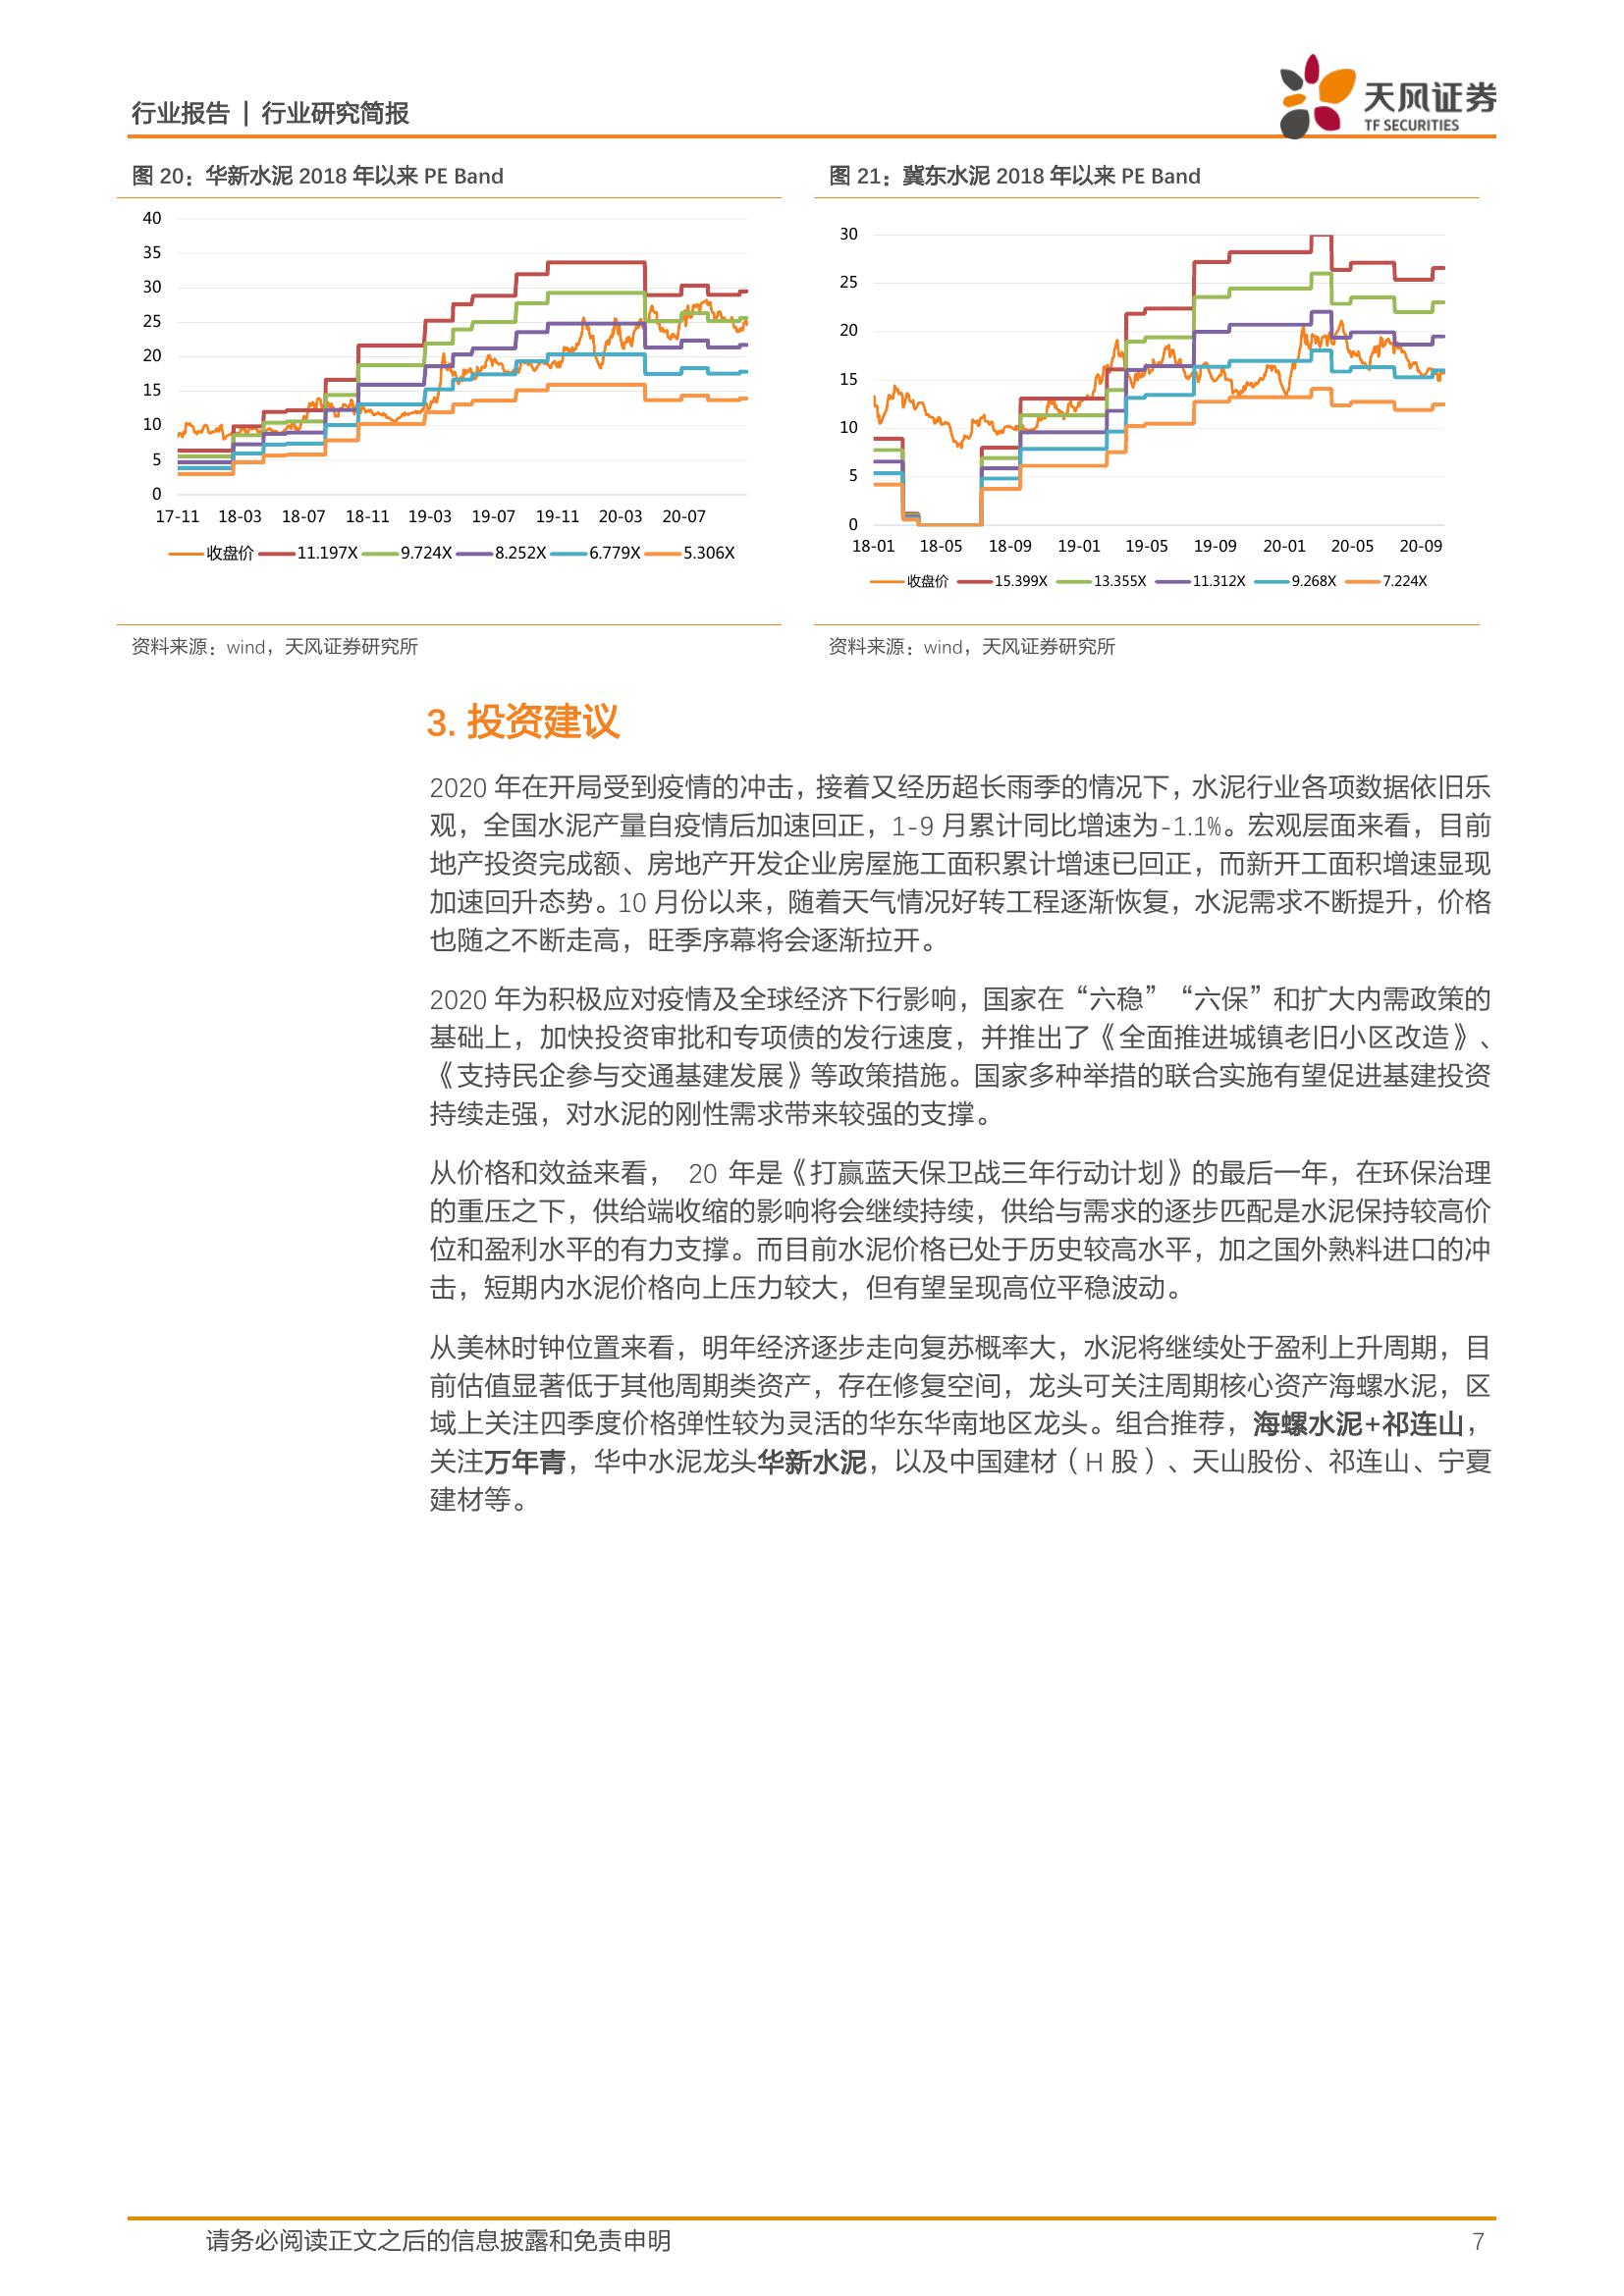 行业报告 | 行业研究简报
天风证券
TF SECURITIES
图 20：华新水泥 2018 年以来 PE Band
40
35
30
25
20
15
10
5
0
17-11 18-03 18-07 18-11 19-03 19-07 19-11 20-03 20-07
收盘价 11.197X 9.724X 8.252X 6.779X 5.306X
资料来源：wind，天风证券研究所
图 21：冀东水泥 2018 年以来 PE Band
30
25
20
15
10
5
0
18-01 18-05 18-09 19-01 19-05 19-09 20-01 20-05 20-09
收盘价 15.399X 13.355X 11.312X 9.268X 7.224X
资料来源：wind，天风证券研究所
3. 投资建议
2020 年在开局受到疫情的冲击，接着又经历超长雨季的情况下，水泥行业各项数据依旧乐
观，全国水泥产量自疫情后加速回正，1-9 月累计同比增速为-1.1%。宏观层面来看，目前
地产投资完成额、房地产开发企业房屋施工面积累计增速已回正，而新开工面积增速显现
加速回升态势。10 月份以来，随着天气情况好转工程逐渐恢复，水泥需求不断提升，价格
也随之不断走高，旺季序幕将会逐渐拉开。
2020 年为积极应对疫情及全球经济下行影响，国家在“六稳”“六保”和扩大内需政策的
基础上，加快投资审批和专项债的发行速度，并推出了《全面推进城镇老旧小区改造》、
《支持民企参与交通基建发展》等政策措施。国家多种举措的联合实施有望促进基建投资
持续走强，对水泥的刚性需求带来较强的支撑。
从价格和效益来看， 20 年是《打赢蓝天保卫战三年行动计划》的最后一年，在环保治理
的重压之下，供给端收缩的影响将会继续持续，供给与需求的逐步匹配是水泥保持较高价
位和盈利水平的有力支撑。而目前水泥价格已处于历史较高水平，加之国外熟料进口的冲
击，短期内水泥价格向上压力较大，但有望呈现高位平稳波动。
从美林时钟位置来看，明年经济逐步走向复苏概率大，水泥将继续处于盈利上升周期，目
前估值显著低于其他周期类资产，存在修复空间，龙头可关注周期核心资产海螺水泥，区
域上关注四季度价格弹性较为灵活的华东华南地区龙头。组合推荐，海螺水泥+祁连山，
关注万年青，华中水泥龙头华新水泥，以及中国建材（H 股）、天山股份、祁连山、宁夏
建材等。
请务必阅读正文之后的信息披露和免责申明
7